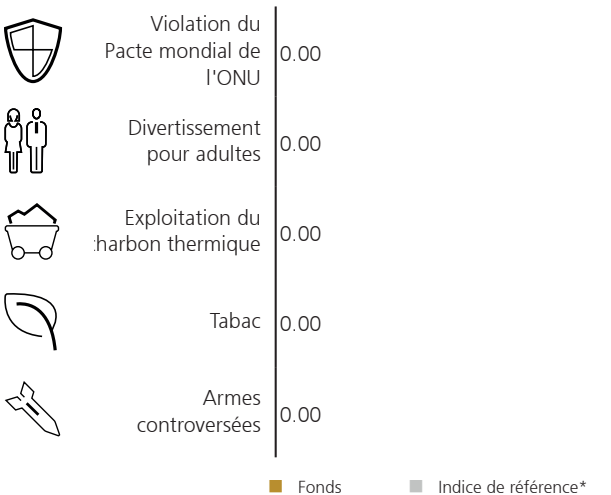 Violation du
Pacte mondial de
l'ONU
0.00
Divertissement
pour adultes
0.00
Exploitation du
harbon thermique
0.00
Tabac
0.00
Armes
controversées
0.00
Fonds
Indice de référence*